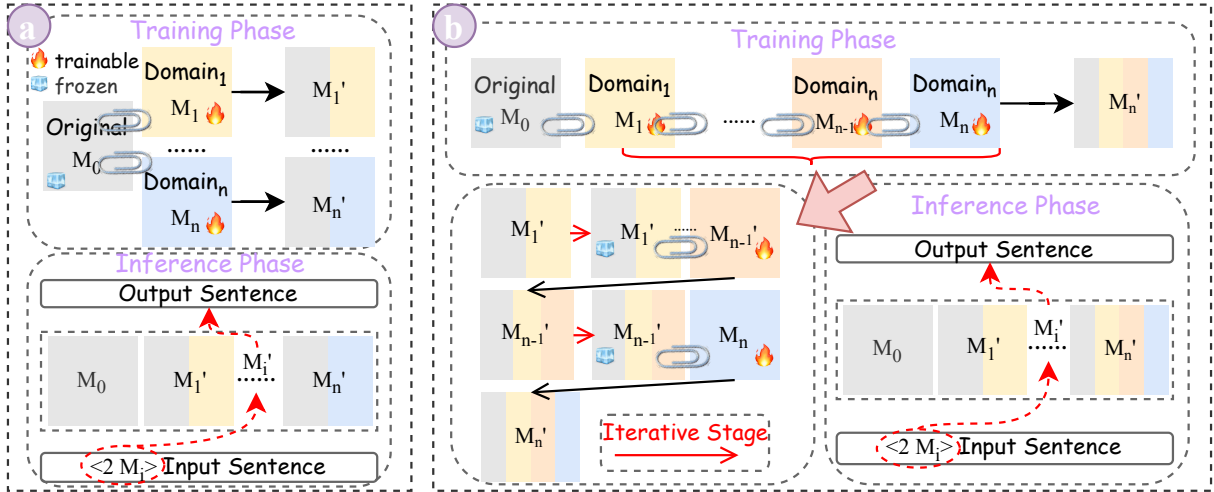 a
Training Phase
trainable
frozen
Original
M0
Domain1
M1
M1'
......
......
Domainn
Mn
Mn'
Inference Phase
Output Sentence
M0
M1'
Mi'
......
Mn'
<2 Mi> Input Sentence
b
Training Phase
Original
M0
Domain1
M1
......
Domainn
Mn-1
Domainn
Mn
Mn'
M1'
M1'
......
Mn-1'
Mn-1'
Mn-1'
Mn
Mn'
Iterative Stage
Inference Phase
Output Sentence
M0
M1'
Mi'
......
Mn'
<2 Mi> Input Sentence